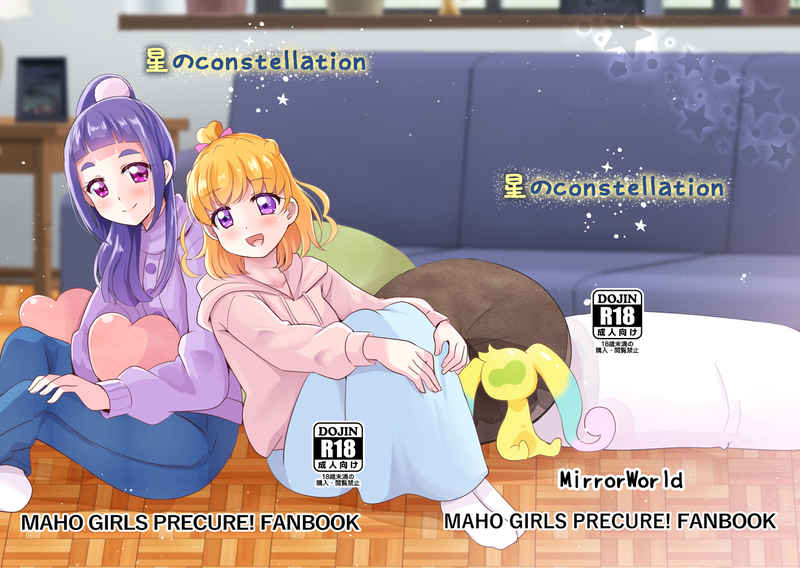 星のconstellation
星のconstellation
DOJIN
R18
成人向け
18歳未満の
購入・閲覧禁止
DOJIN
R18
成人向け
18歳未満の
購入・閲覧禁止
MirrorWorld
MAHO GIRLS PRECURE! FANBOOK
MAHO GIRLS PRECURE! FANBOOK